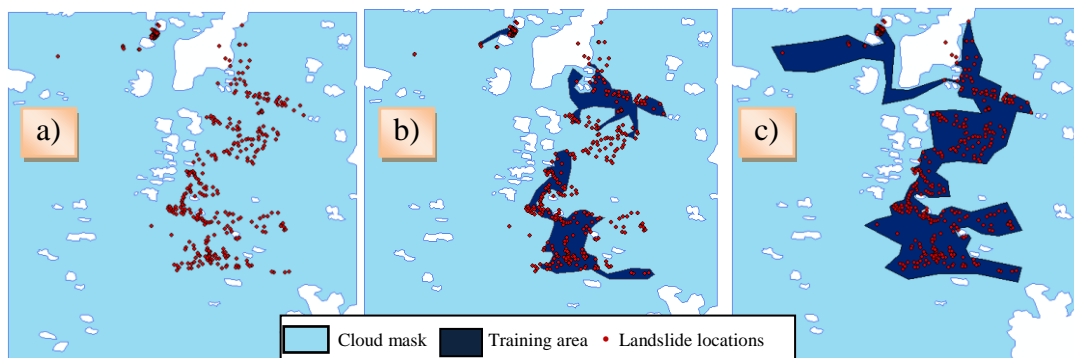 a)
b)
c)
Cloud mask
Training area
Landslide locations